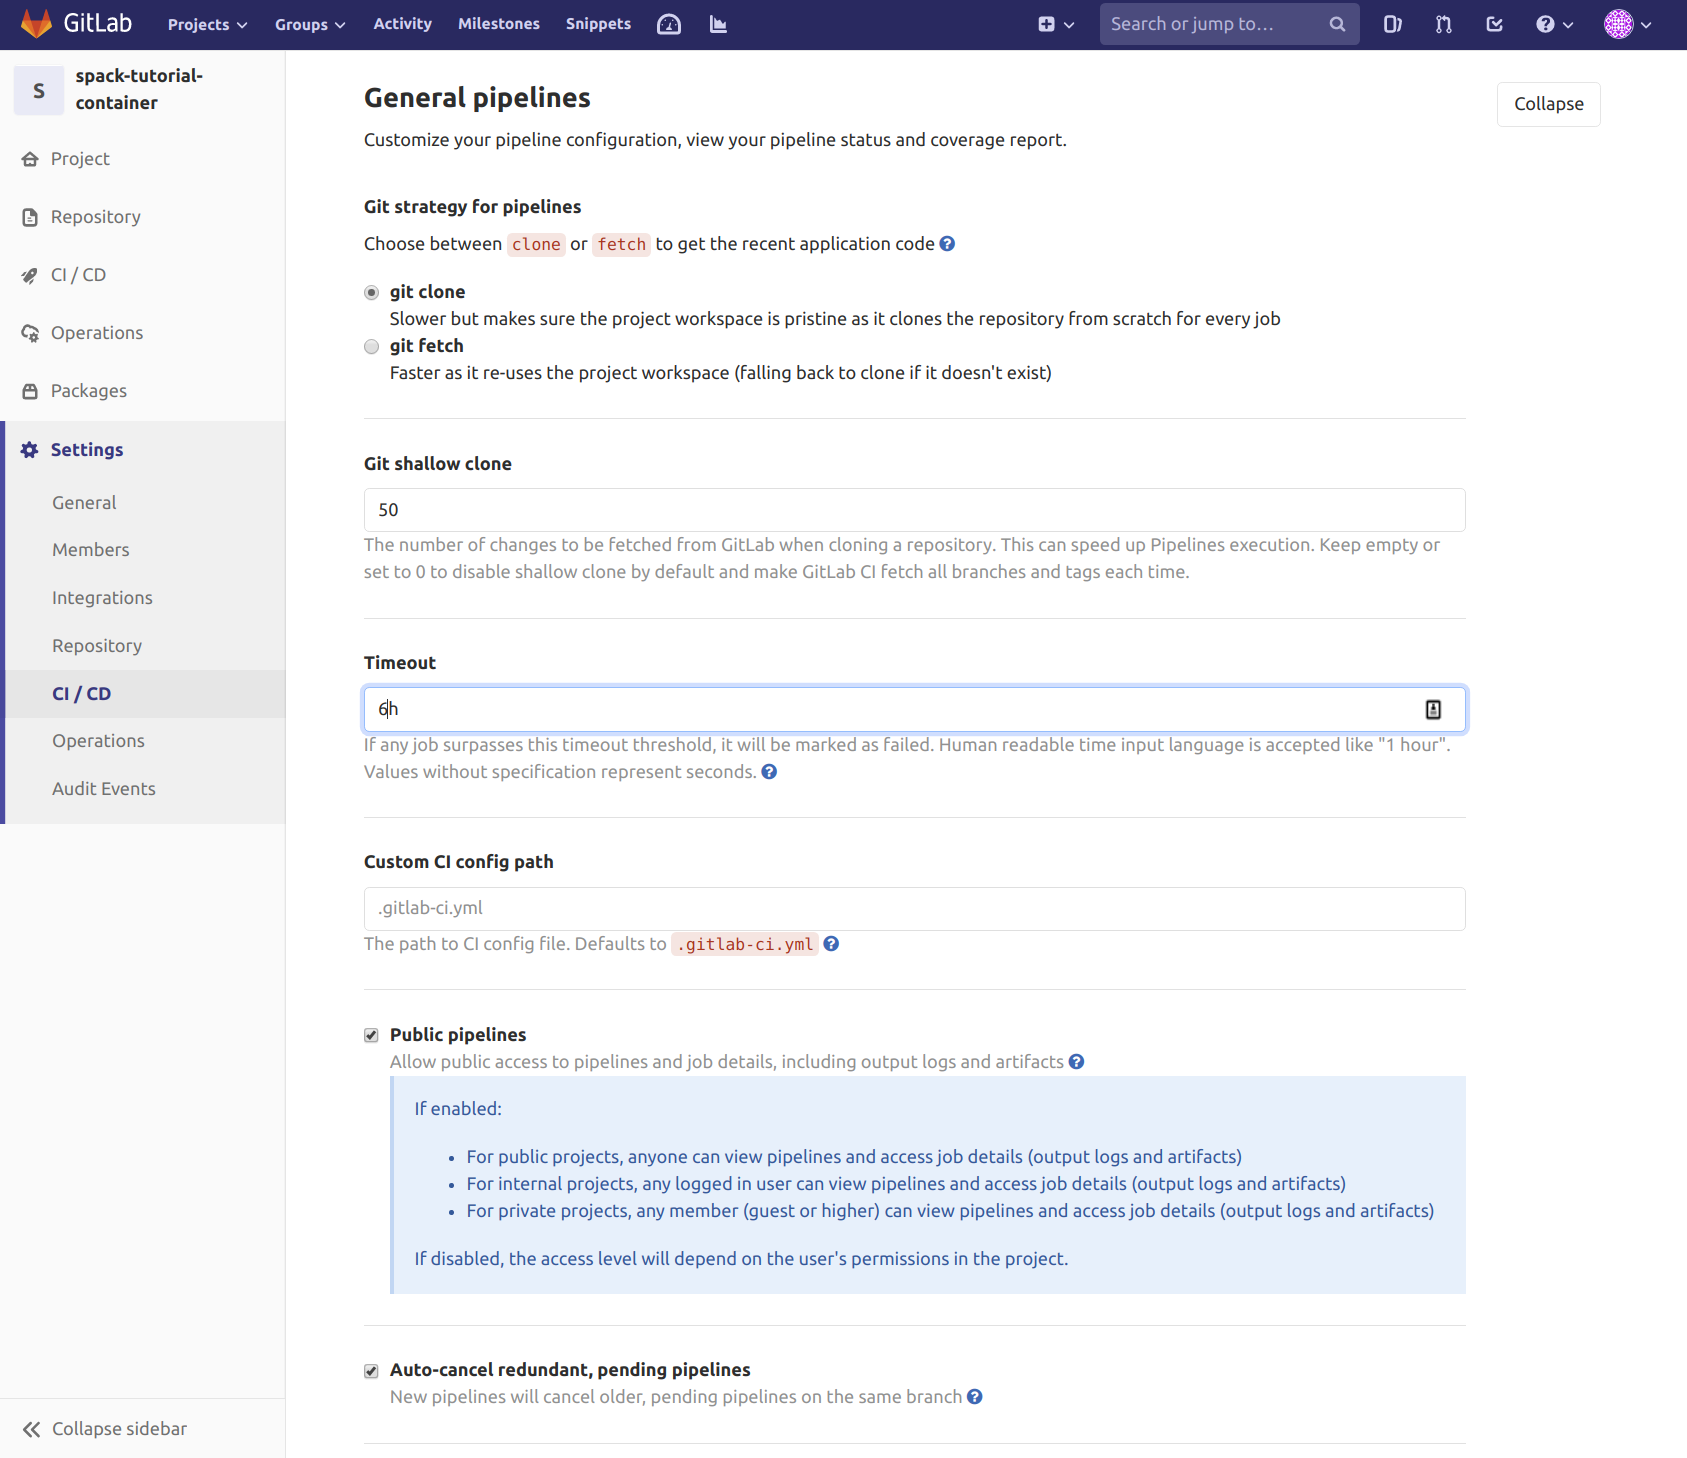 GitLab Projects Groups Activity Milestones Snippets Search or jump to...
S spack-tutorial-
container
Project
Repository
CI / CD
Operations
Packages
Settings
General
Members
Integrations
Repository
CI / CD
Operations
Audit Events
Collapse sidebar
General pipelines
Collapse
Customize your pipeline configuration, view your pipeline status and coverage report.
Git strategy for pipelines
Choose between clone or fetch to get the recent application code
git clone
Slower but makes sure the project workspace is pristine as it clones the repository from scratch for every job
git fetch
Faster as it re-uses the project workspace (falling back to clone if it doesn't exist)
Git shallow clone
50
The number of changes to be fetched from GitLab when cloning a repository. This can speed up Pipelines execution. Keep empty or
set to 0 to disable shallow clone by default and make GitLab CI fetch all branches and tags each time.
Timeout
6h
If any job surpasses this timeout threshold, it will be marked as failed. Human readable time input language is accepted like "1 hour".
Values without specification represent seconds.
Custom CI config path
.gitlab-ci.yml
The path to CI config file. Defaults to .gitlab-ci.yml
Public pipelines
Allow public access to pipelines and job details, including output logs and artifacts
If enabled:
• For public projects, anyone can view pipelines and access job details (output logs and artifacts)
• For internal projects, any logged in user can view pipelines and access job details (output logs and artifacts)
• For private projects, any member (guest or higher) can view pipelines and access job details (output logs and artifacts)
If disabled, the access level will depend on the user's permissions in the project.
Auto-cancel redundant, pending pipelines
New pipelines will cancel older, pending pipelines on the same branch